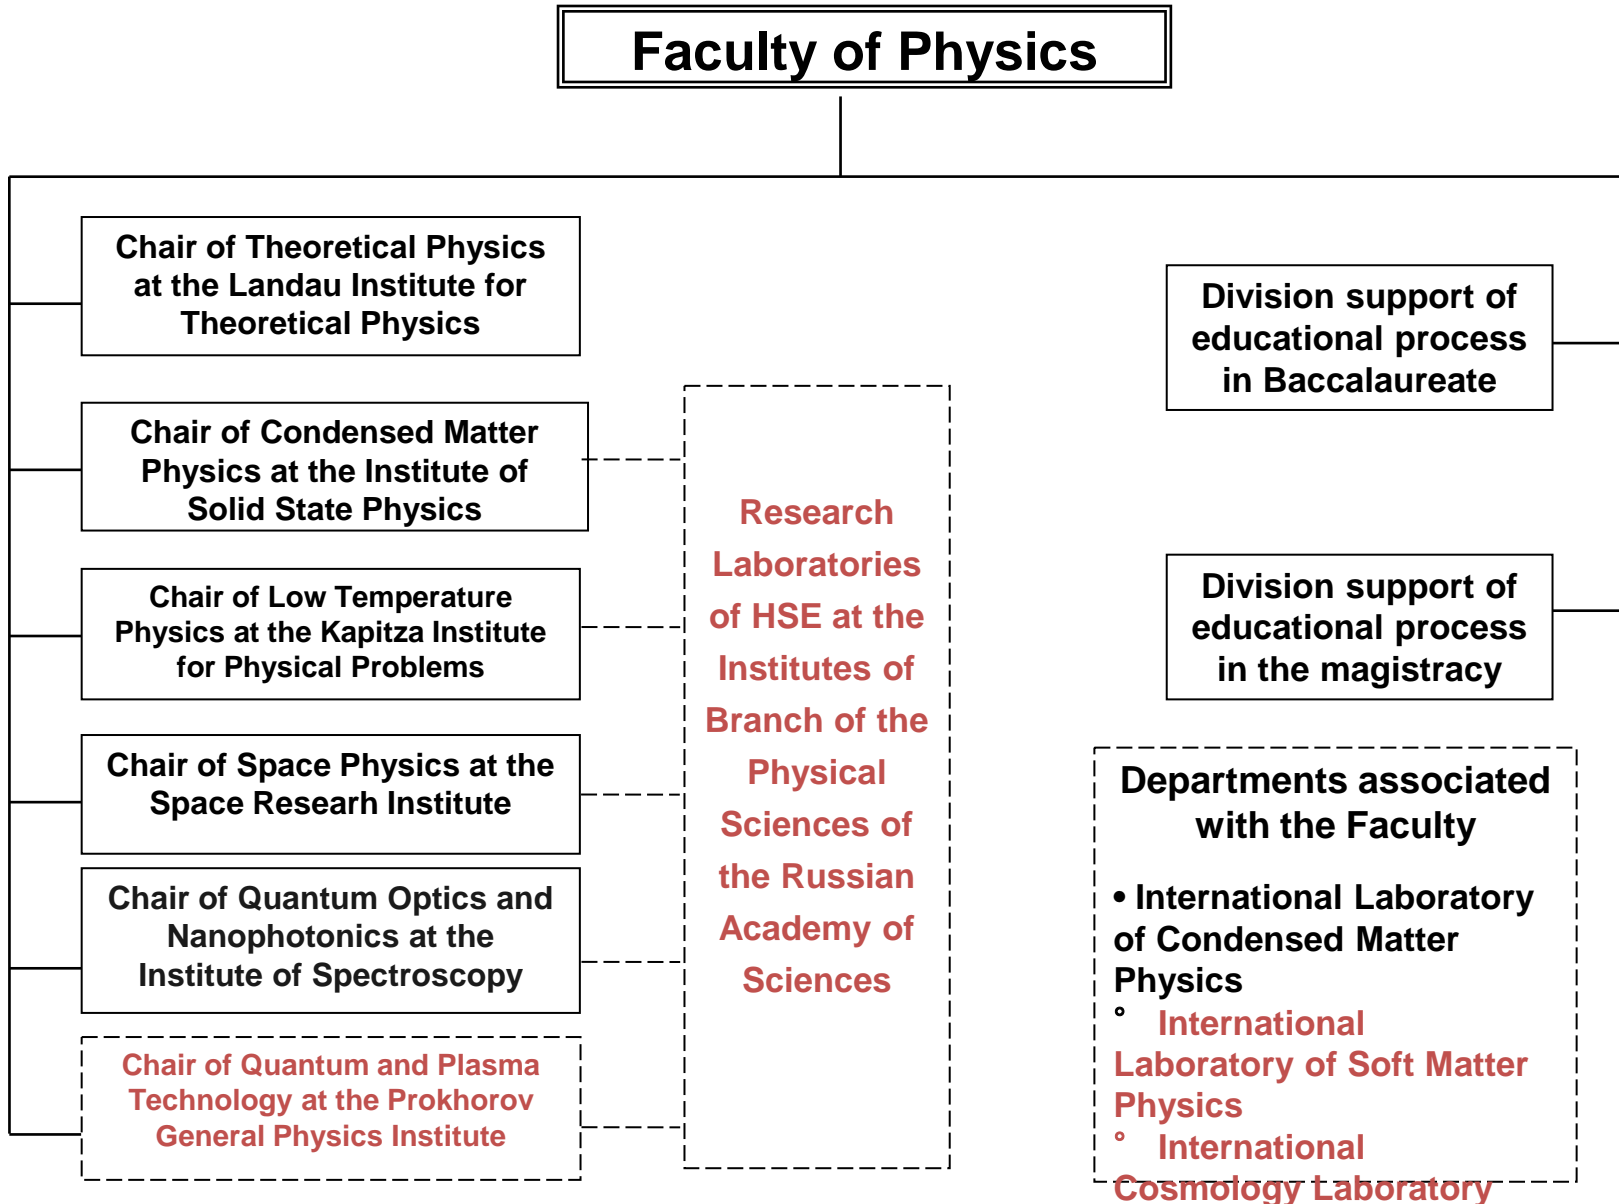 Faculty of Physics
Chair of Theoretical Physics
at the Landau Institute for
Theoretical Physics
Chair of Condensed Matter
Physics at the Institute of
Solid State Physics
Chair of Low Temperature
Physics at the Kapitza Institute
for Physical Problems
Chair of Space Physics at the
Space Researh Institute
Chair of Quantum Optics and
Nanophotonics at the
Institute of Spectroscopy
Chair of Quantum and Plasma
Technology at the Prokhorov
General Physics Institute
Research
Laboratories
of HSE at the
Institutes of
Branch of the
Physical
Sciences of
the Russian
Academy of
Sciences
Division support of
educational process
in Baccalaureate
Division support of
educational process
in the magistracy
Departments associated
with the Faculty
• International Laboratory
of Condensed Matter
Physics
° International
Laboratory of Soft Matter
Physics
° International
Cosmology Laboratory